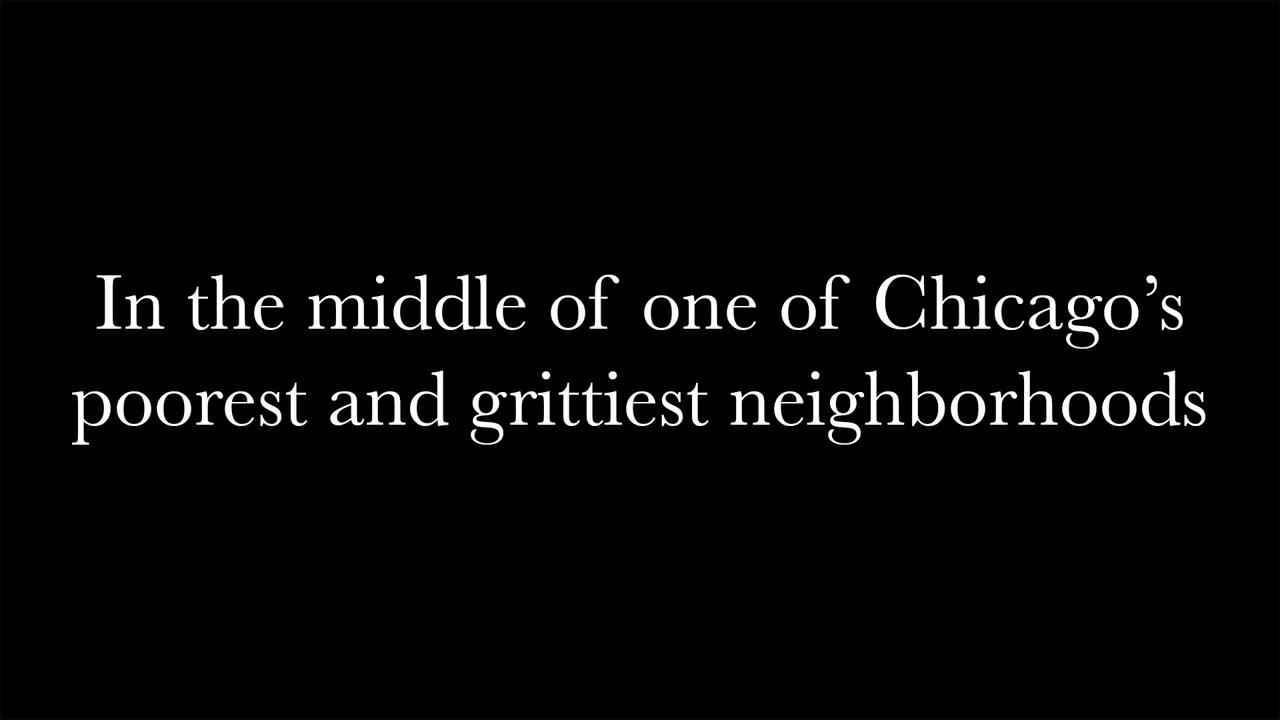 In the middle of one of Chicago’s
poorest and grittiest neighborhoods